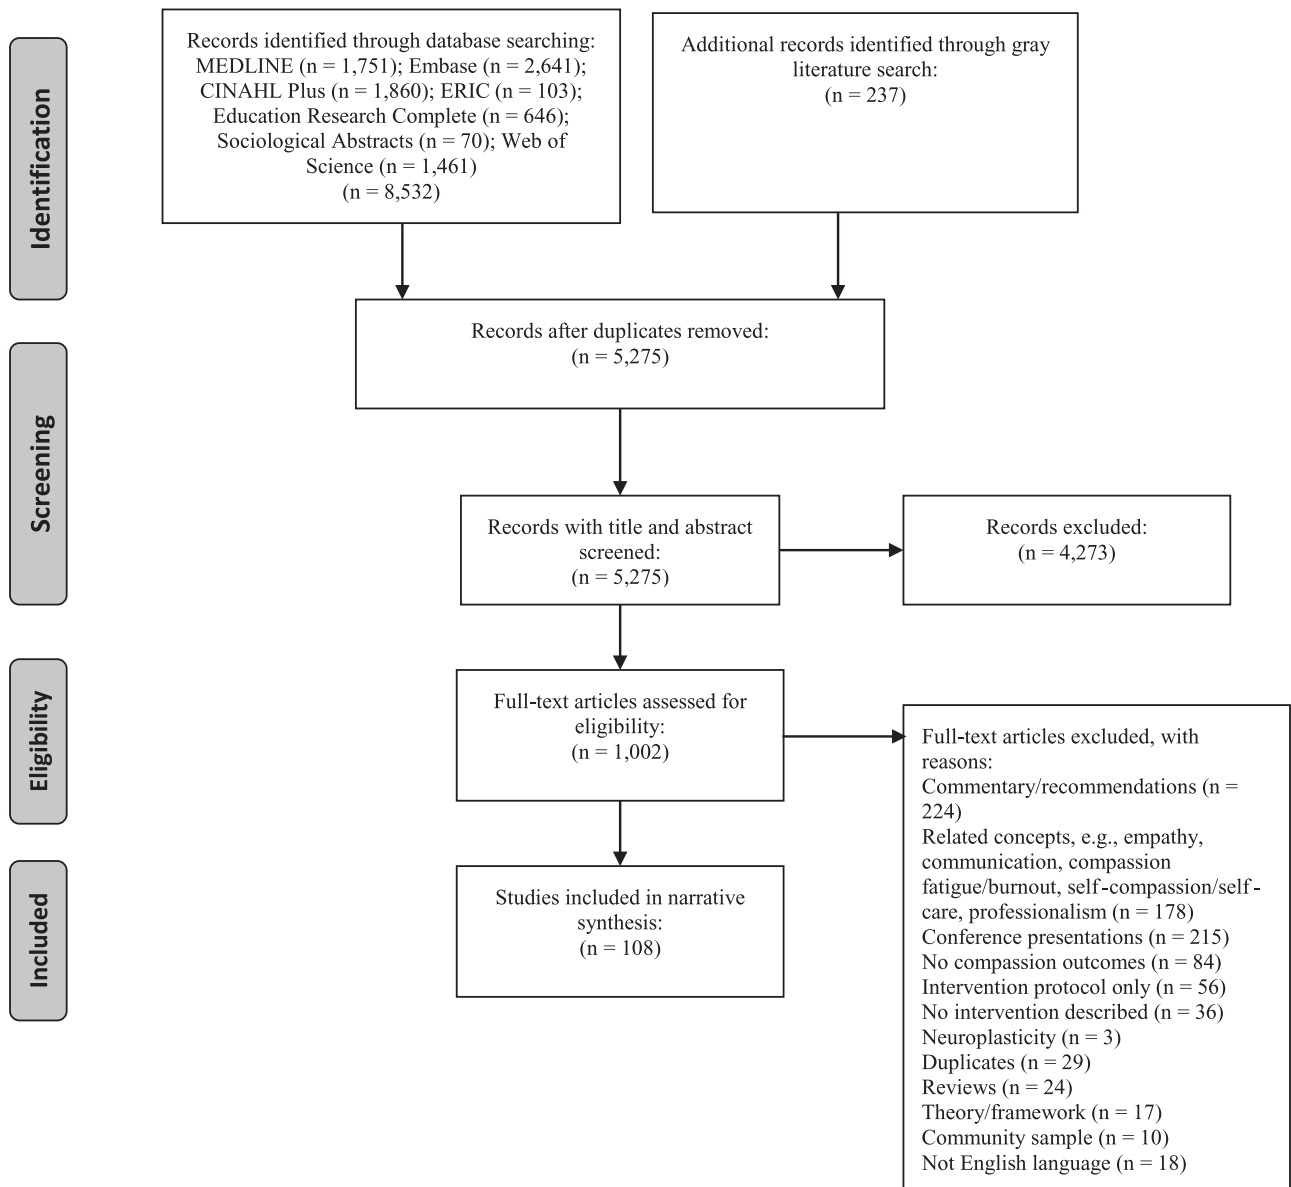 Identification
Records identified through database searching:
MEDLINE (n = 1,751); Embase (n = 2,641);
CINAHL Plus (n = 1,860); ERIC (n = 103);
Education Research Complete (n = 646);
Sociological Abstracts (n = 70); Web of
Science (n = 1,461)
(n = 8,532)
Additional records identified through gray
literature search:
(n = 237)
Screening
Records after duplicates removed:
(n = 5,275)
Records with title and abstract
screened:
(n = 5,275)
Records excluded:
(n = 4,273)
Eligibility
Full-text articles assessed for
eligibility:
(n = 1,002)
Full-text articles excluded, with
reasons:
Commentary/recommendations (n =
224)
Related concepts, e.g., empathy,
communication, compassion
fatigue/burnout, self-compassion/self-
care, professionalism (n = 178)
Conference presentations (n = 215)
No compassion outcomes (n = 84)
Intervention protocol only (n = 56)
No intervention described (n = 36)
Neuroplasticity (n = 3)
Duplicates (n = 29)
Reviews (n = 24)
Theory/framework (n = 17)
Community sample (n = 10)
Not English language (n = 18)
Included
Studies included in narrative
synthesis:
(n = 108)